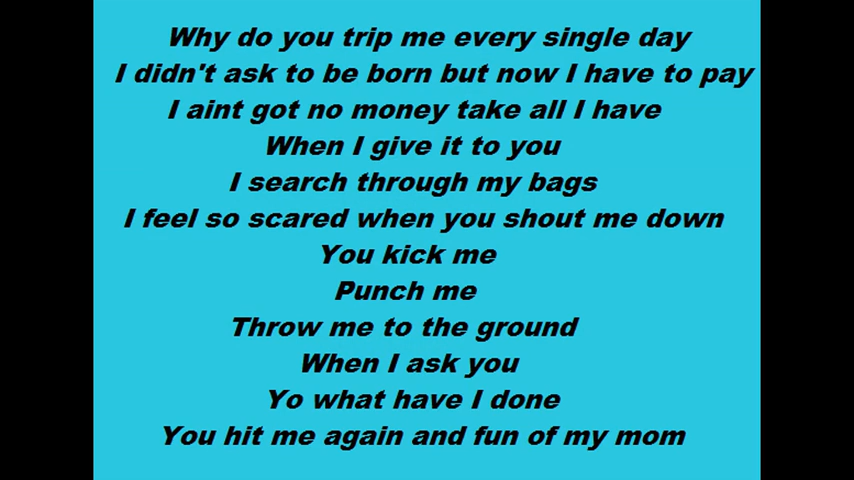 Why do you trip me every single day
I didn't ask to be born but now I have to pay
I aint got no money take all I have
When I give it to you
I search through my bags
I feel so scared when you shout me down
You kick me
Punch me
Throw me to the ground
When I ask you
Yo what have I done
You hit me again and fun of my mom